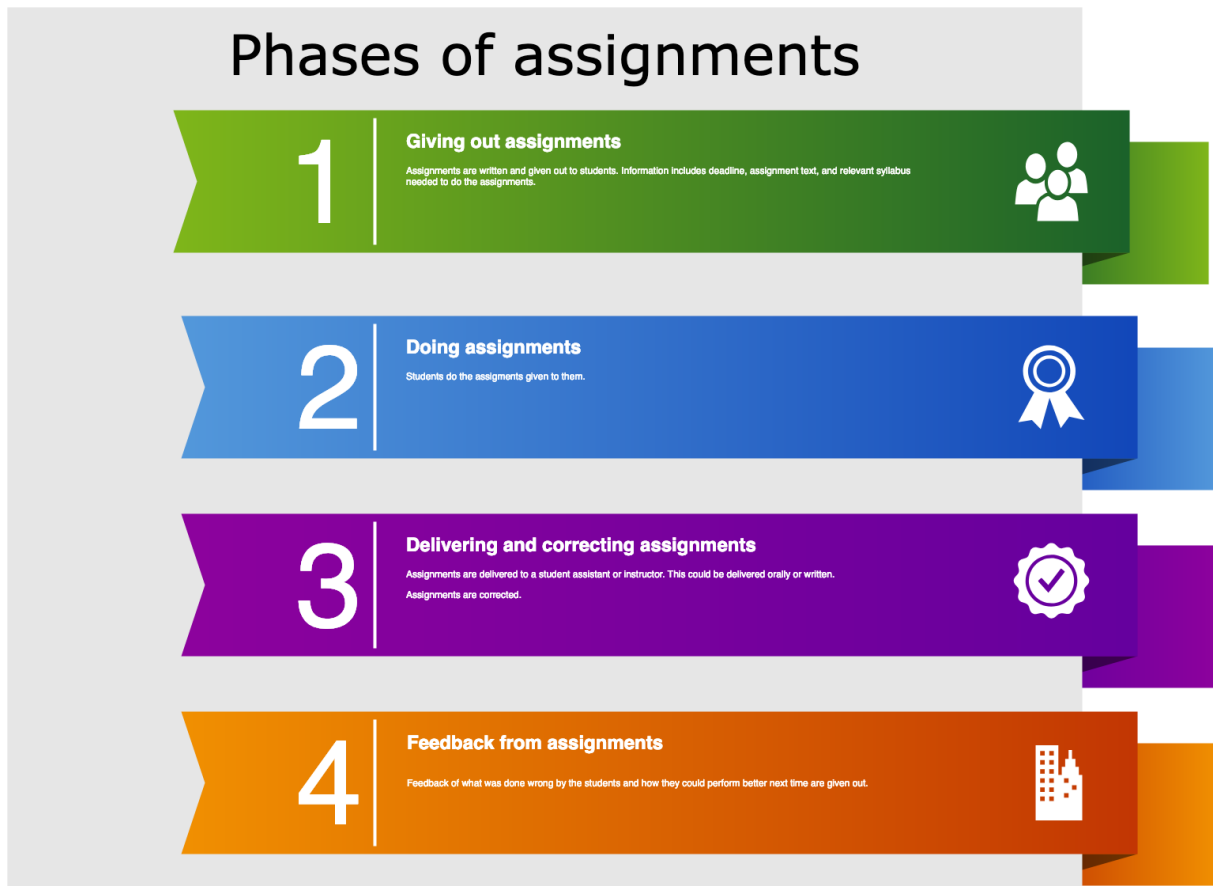 Phases of assignments
1
Giving out assignments
Assignments are written and given out to students. Information includes deadline, assignment text, and relevant syllabus
needed to do the assignments.
2
Doing assignments
Students do the assigments given to them.
3
Delivering and correcting assignments
Assignments are delivered to a student assistant or instructor. This could be delivered orally or written.
Assignments are corrected.
4
Feedback from assignments
Feedback of what was done wrong by the students and how they could perform better next time are given out.